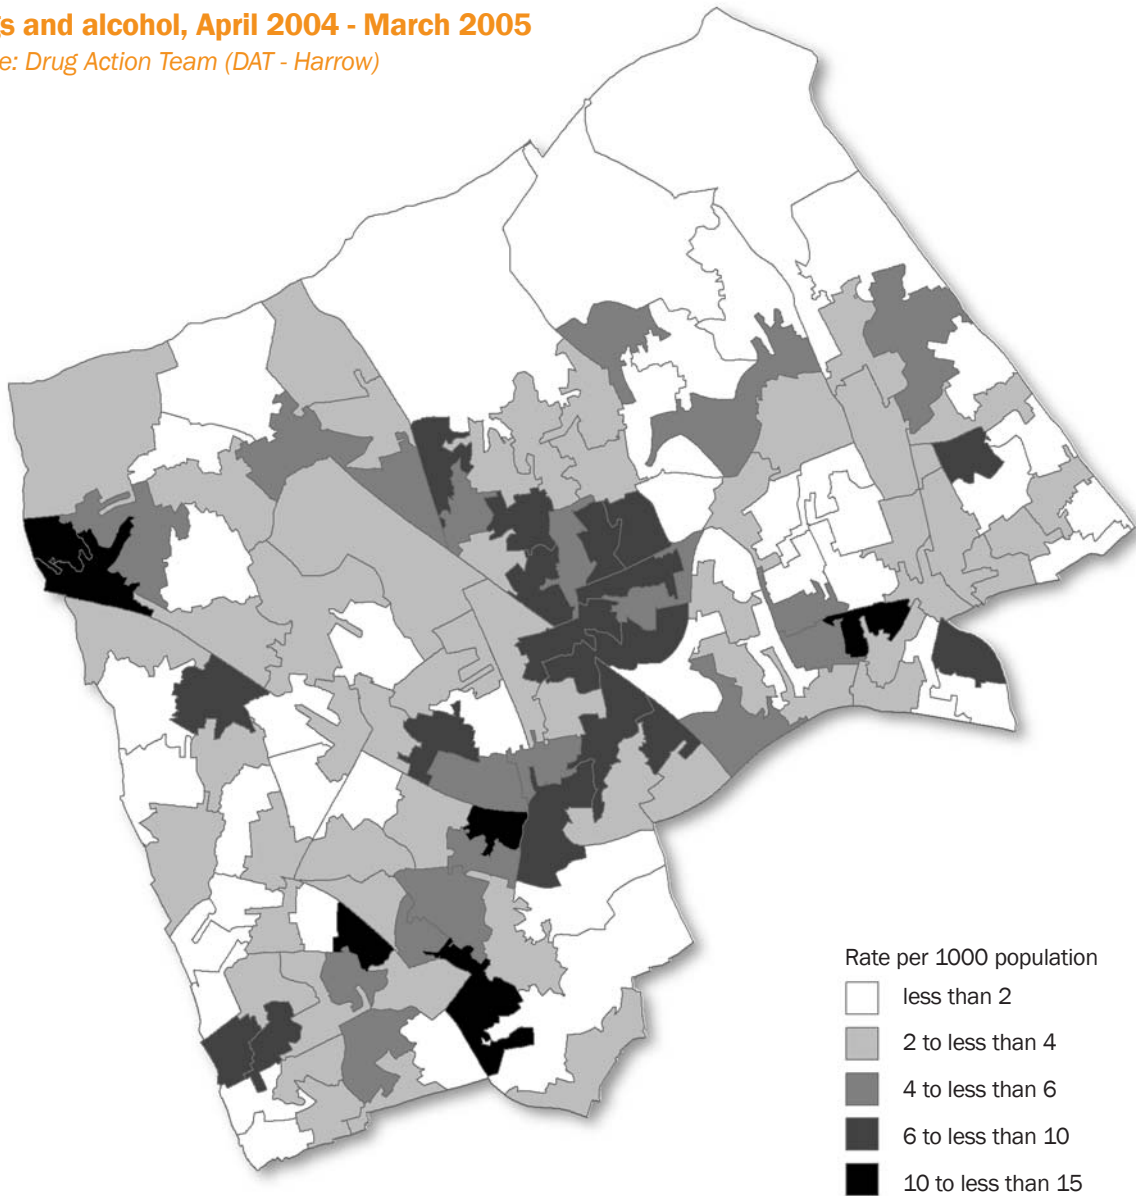 and alcohol, April 2004 - March 2005
Drug Action Team (DAT - Harrow)
Rate per 1000 population
less than 2
2 to less than 4
4 to less than 6
6 to less than 10
10 to less than 15